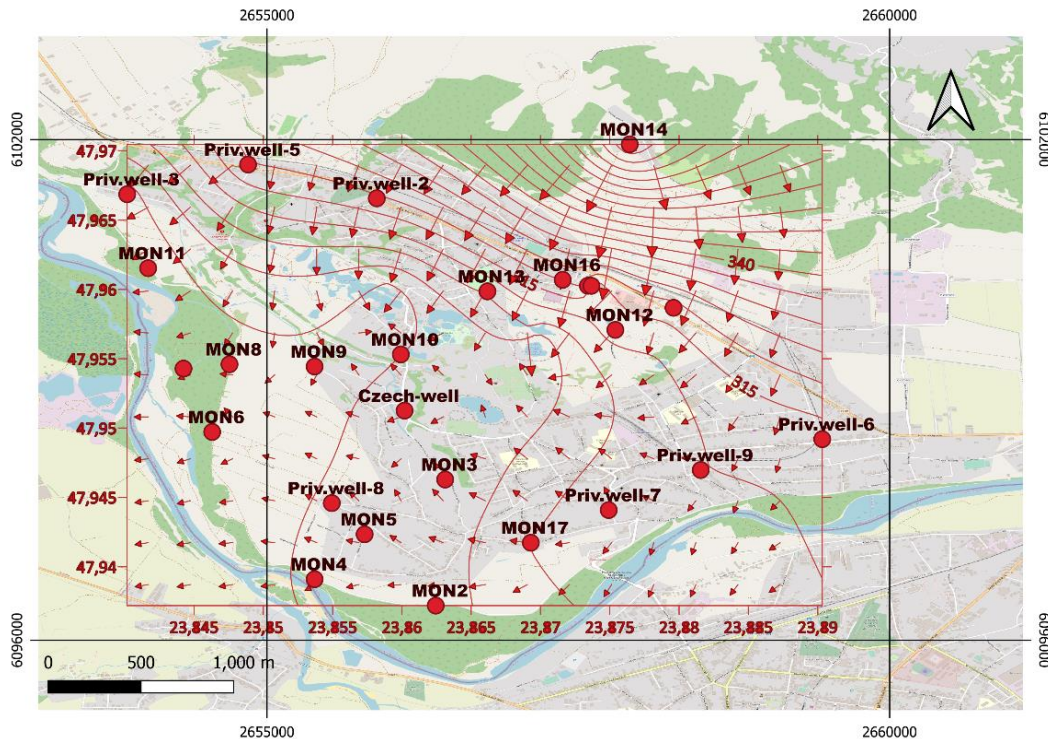 2655000 2660000
6102000 6102000
MON14
47,97
Priv.well-5
Priv.well-3 Priv.well-2
47,965
MON11 MON13 MON16 340
47,96
MON12
MON8 MON9 MON10
47,955
315
Czech-well
47,95
MON6 Priv.well-6
MON3 Priv.well-9
47,945
Priv.well-8 Priv.well-7
MON5 MON17
47,94
MON4 MON2
23,845 23,85 23,855 23,86 23,865 23,87 23,875 23,88 23,885 23,89
6096000 6096000
0 500 1,000 m
2655000 2660000